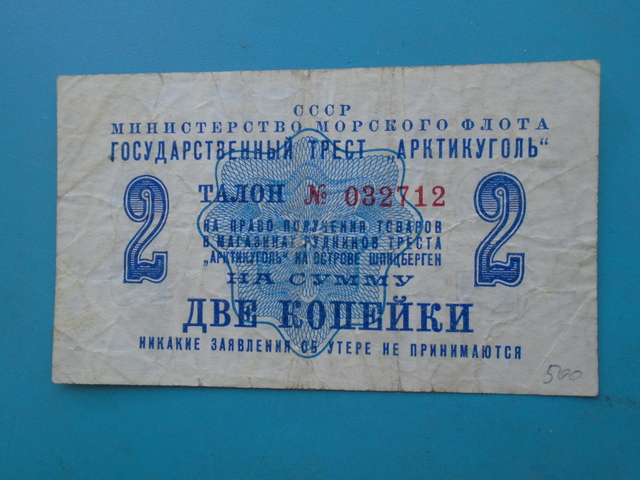 СССР
МИНИСТЕРСТВО МОРСКОГО ФЛОТА
ГОСУДАРСТВЕННЫЙ ТРЕСТ „АРКТИКУГОЛЬ"
2 ТАЛОН № 032712 2
НА ПРАВО ПОЛУЧЕНИЯ ТОВАРОВ
В МАГАЗИНАХ РУДНИКОВ ТРЕСТА
„АРКТИКУГОЛЬ" НА ОСТРОВЕ ШПИЦБЕРГЕН
НА СУММУ
ДВЕ КОПЕЙКИ
НИКАКИЕ ЗАЯВЛЕНИЯ ОБ УТЕРЕ НЕ ПРИНИМАЮТСЯ
500